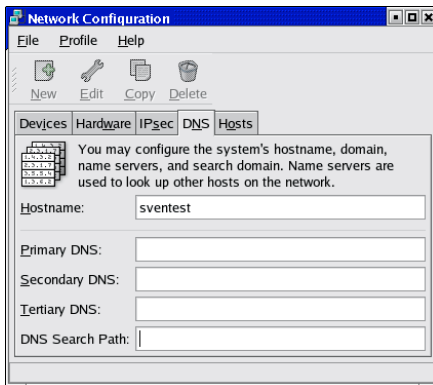 Network Configuration
File Profile Help
New Edit Copy Delete
Devices Hardware IPsec DNS Hosts
You may configure the system's hostname, domain,
name servers, and search domain. Name servers are
used to look up other hosts on the network.
Hostname: sventest
Primary DNS:
Secondary DNS:
Tertiary DNS:
DNS Search Path: